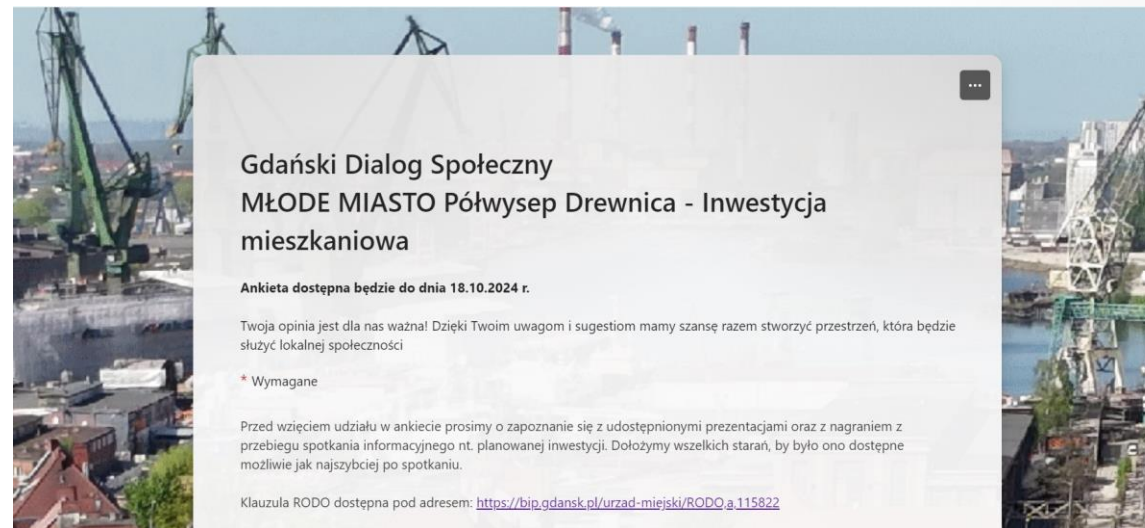 Gdański Dialog Społeczny
MŁODE MIASTO Półwysep Drewnica - Inwestycja
mieszkaniowa
Ankieta dostępna będzie do dnia 18.10.2024 r.
Twoja opinia jest dla nas ważna! Dzięki Twoim uwagom i sugestiom mamy szansę razem stworzyć przestrzeń, która będzie
służyć lokalnej społeczności
* Wymagane
Przed wzięciem udziału w ankiecie prosimy o zapoznanie się z udostępnionymi prezentacjami oraz z nagraniem z
przebiegu spotkania informacyjnego nt. planowanej inwestycji. Dołożymy wszelkich starań, by było ono dostępne
możliwie jak najszybciej po spotkaniu.
Klauzula RODO dostępna pod adresem: https://bip.gdansk.pl/urzad-miejski/RODO,a,115822